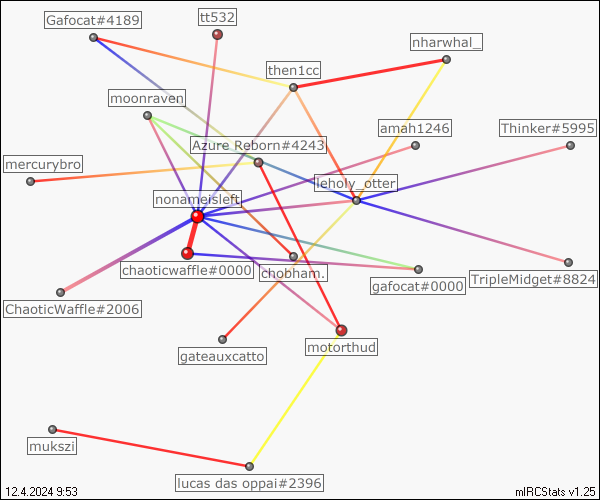 Gafocat#4189
tt532
nharwhal_
then1cc
moonraven
amah1246
Thinker#5995
Azure Reborn#4243
mercurybro
leholy_otter
nonameisleft
chaoticwaffle#0000
chobham.
gafocat#0000
TripleMidget#8824
ChaoticWaffle#2006
gateauxcatto
motorthud
mukszi
lucas das oppai#2396
12.4.2024 9:53
mIRCStats v1.25